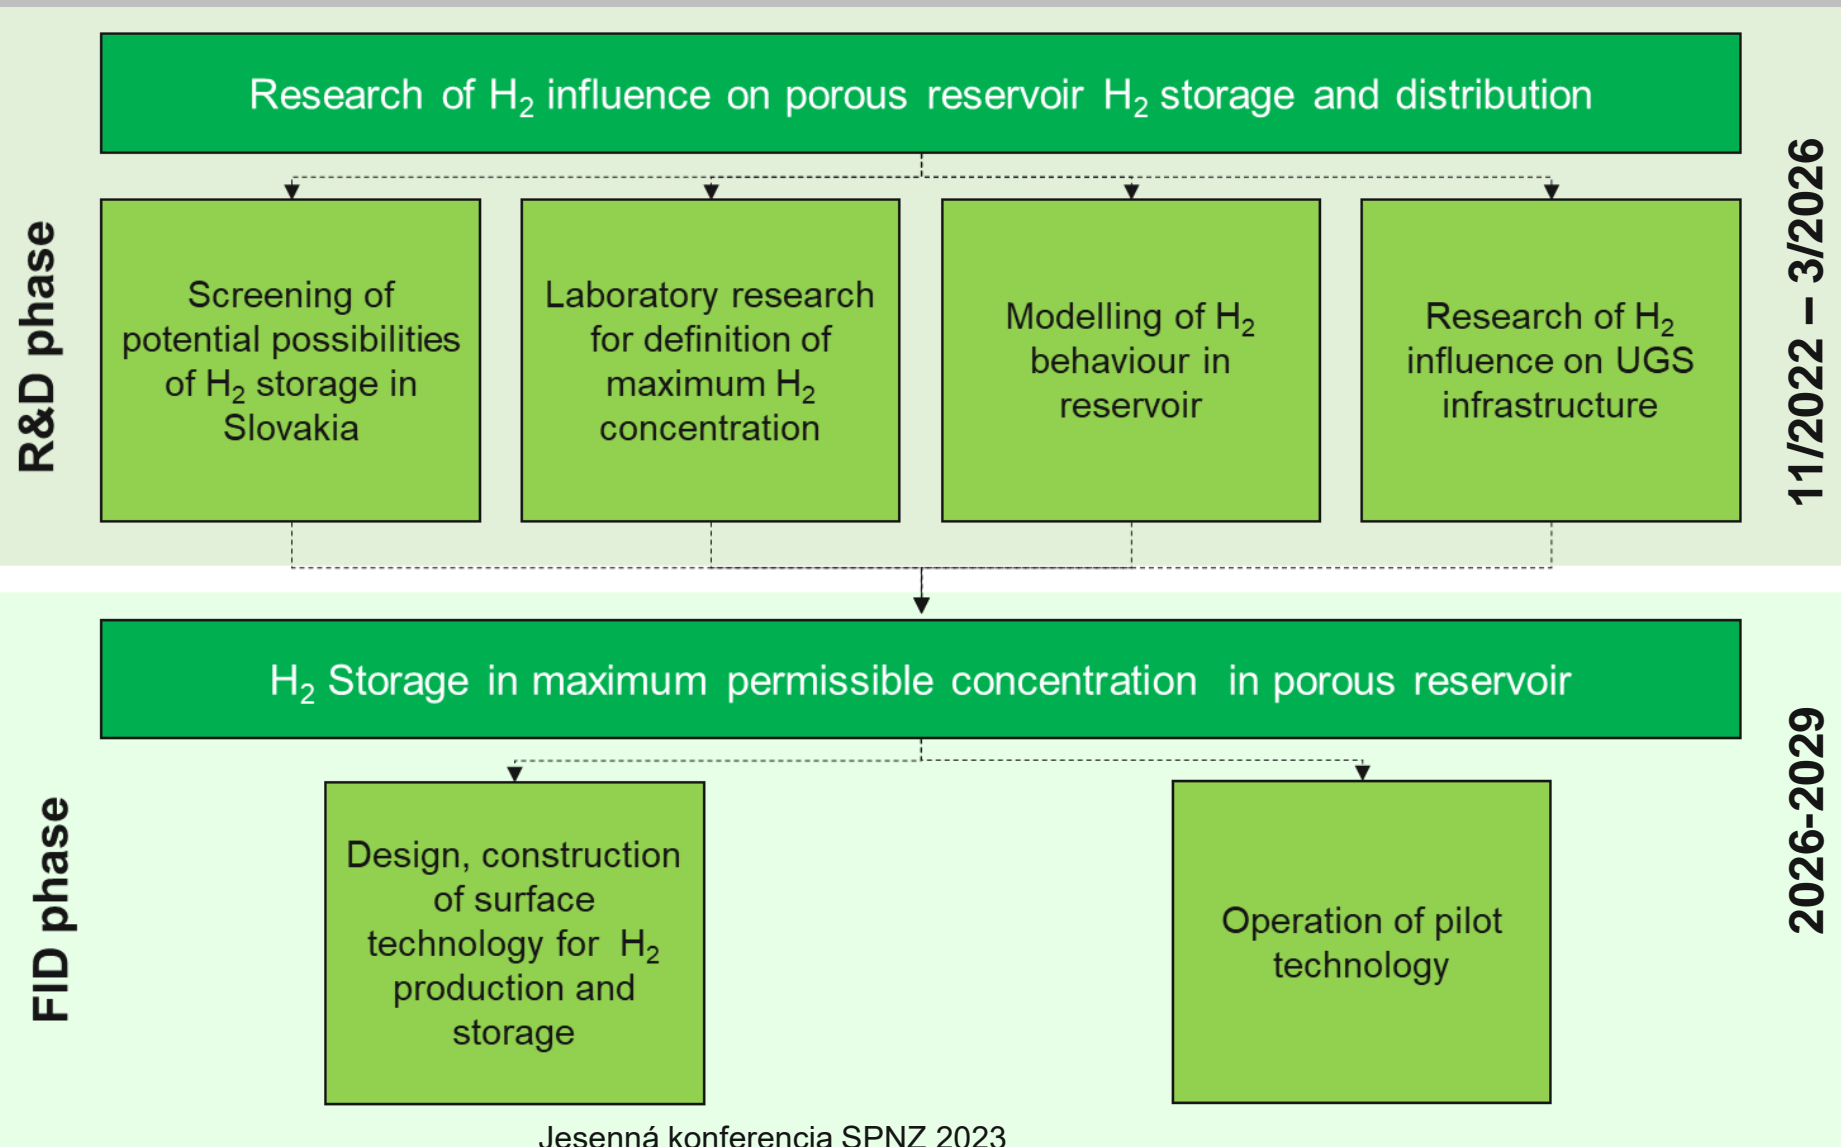 Research of H₂ influence on porous reservoir H₂ storage and distribution
R&D phase
11/2022 – 3/2026
Screening of
potential possibilities
of H₂ storage in
Slovakia
Laboratory research
for definition of
maximum H₂
concentration
Modelling of H₂
behaviour in
reservoir
Research of H₂
influence on UGS
infrastructure
H₂ Storage in maximum permissible concentration in porous reservoir
FID phase
2026-2029
Design, construction
of surface
technology for H₂
production and
storage
Operation of pilot
technology
Jesenná konferencia SPNZ 2023